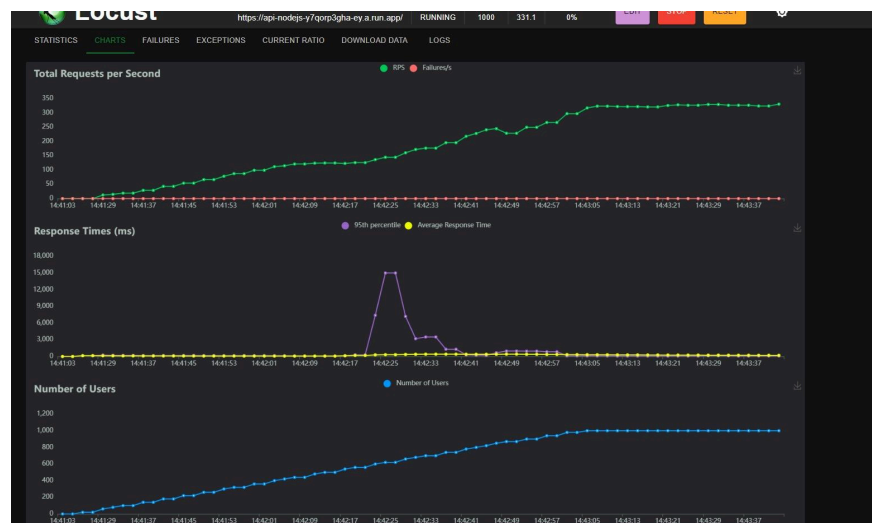 Locust
https://api-nodejs-y7qorp3gha-ey.a.run.app/ RUNNING 1000 331.1 0% EDIT STOP RESET
STATISTICS CHARTS FAILURES EXCEPTIONS CURRENT RATIO DOWNLOAD DATA LOGS
Total Requests per Second
RPS Failures/s
350
300
250
200
150
100
50
0
14:41:03 14:41:29 14:41:37 14:41:45 14:41:53 14:42:01 14:42:09 14:42:17 14:42:25 14:42:33 14:42:41 14:42:49 14:42:57 14:43:05 14:43:13 14:43:21 14:43:29 14:43:37
Response Times (ms)
95th percentile Average Response Time
18,000
15,000
12,000
9,000
6,000
3,000
0
14:41:03 14:41:29 14:41:37 14:41:45 14:41:53 14:42:01 14:42:09 14:42:17 14:42:25 14:42:33 14:42:41 14:42:49 14:42:57 14:43:05 14:43:13 14:43:21 14:43:29 14:43:37
Number of Users
Number of Users
1,200
1,000
800
600
400
200
0
14:41:03 14:41:29 14:41:37 14:41:45 14:41:53 14:42:01 14:42:09 14:42:17 14:42:25 14:42:33 14:42:41 14:42:49 14:42:57 14:43:05 14:43:13 14:43:21 14:43:29 14:43:37